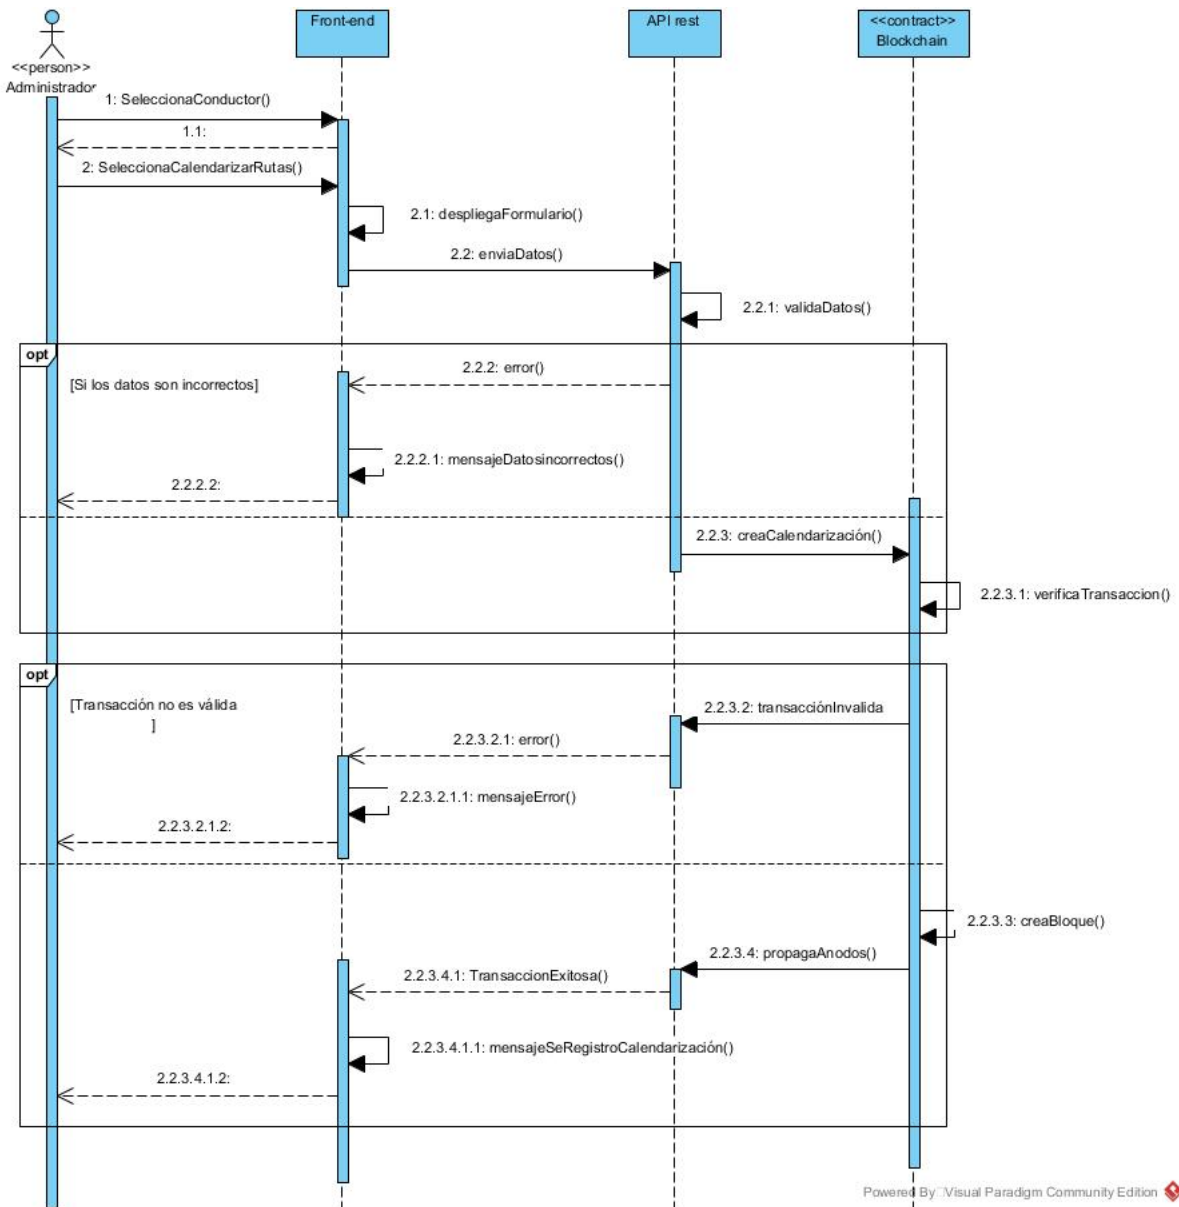 Front-end
API rest
<<contract>>
Blockchain
<<person>>
Administrador
1: SeleccionaConductor()
1.1:
2: SeleccionaCalendarizarRutas()
2.1: despliegaFormulario()
2.2: enviaDatos()
2.2.1: validaDatos()
opt
[Si los datos son incorrectos]
2.2.2: error()
2.2.2.1: mensajeDatosincorrectos()
2.2.2.2:
2.2.3: creaCalendarización()
2.2.3.1: verificaTransaccion()
opt
[Transacción no es válida
]
2.2.3.2: transacciónInvalida
2.2.3.2.1: error()
2.2.3.2.1.1: mensajeError()
2.2.3.2.1.2:
2.2.3.3: creaBloque()
2.2.3.4: propagaAnodos()
2.2.3.4.1: TransaccionExitosa()
2.2.3.4.1.1: mensajeSeRegistroCalendarización()
2.2.3.4.1.2:
Powered By Visual Paradigm Community Edition